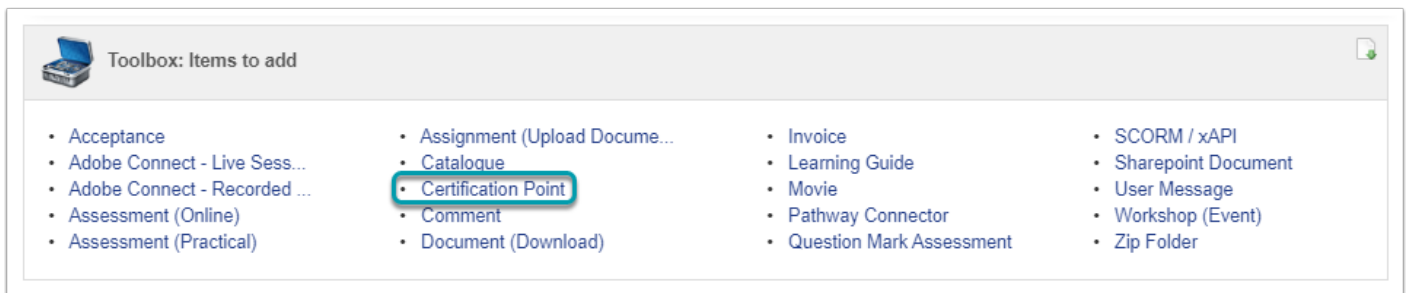 Toolbox: Items to add
• Acceptance
• Adobe Connect - Live Sess...
• Adobe Connect - Recorded ...
• Assessment (Online)
• Assessment (Practical)
• Assignment (Upload Docume...
• Catalogue
• Certification Point
• Comment
• Document (Download)
• Invoice
• Learning Guide
• Movie
• Pathway Connector
• Question Mark Assessment
• SCORM / xAPI
• Sharepoint Document
• User Message
• Workshop (Event)
• Zip Folder